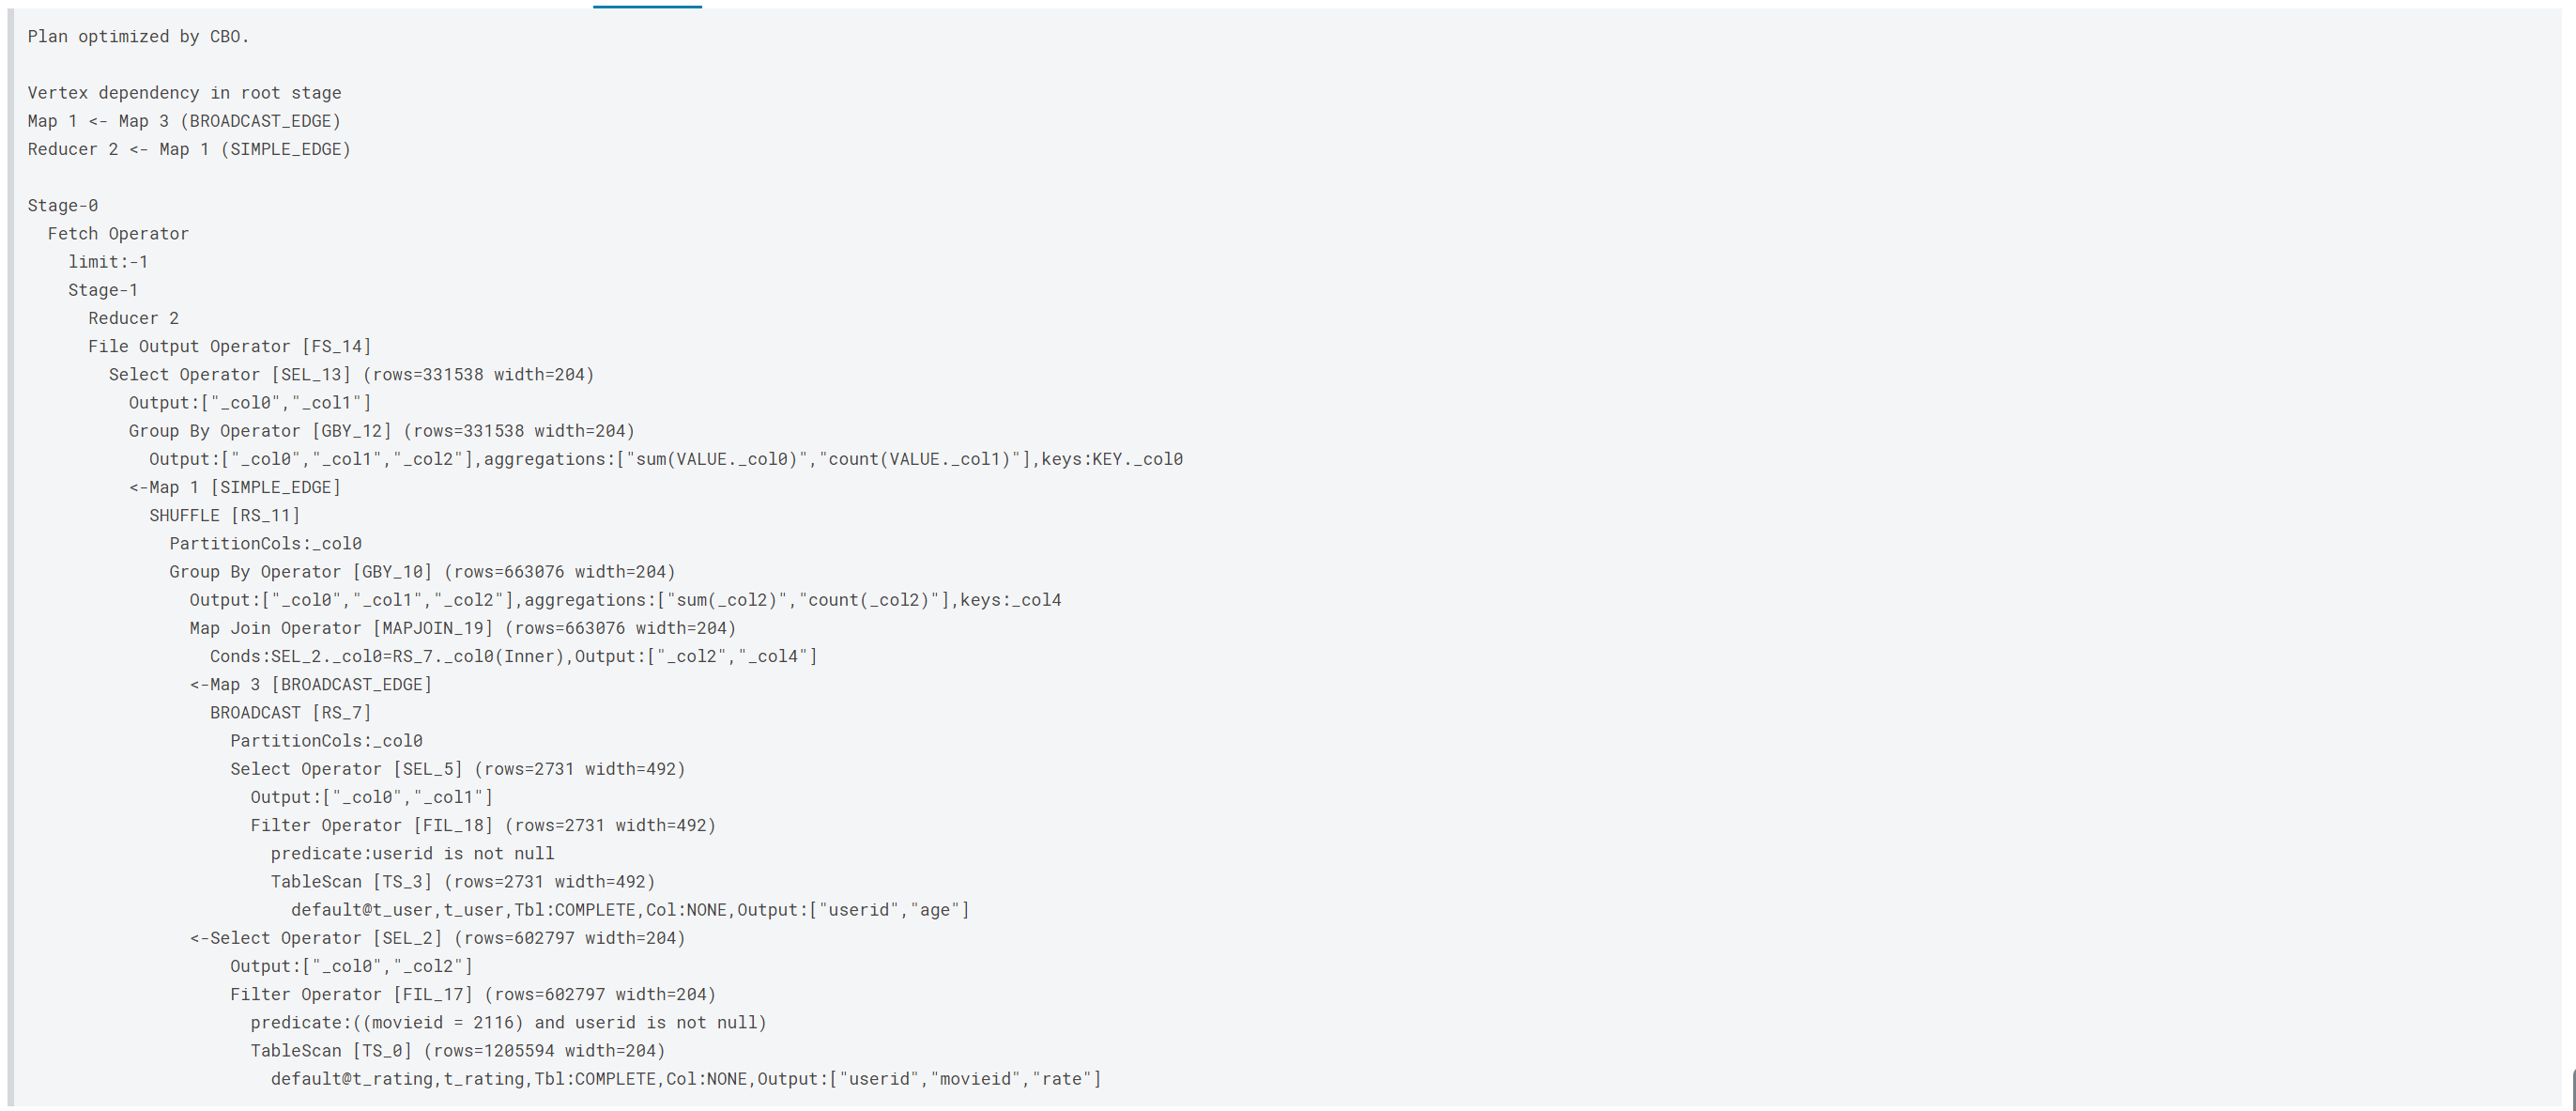 Plan optimized by CBO.
Vertex dependency in root stage
Map 1 <- Map 3 (BROADCAST_EDGE)
Reducer 2 <- Map 1 (SIMPLE_EDGE)
Stage-0
Fetch Operator
limit:-1
Stage-1
Reducer 2
File Output Operator [FS_14]
Select Operator [SEL_13] (rows=331538 width=204)
Output:["_col0","_col1"]
Group By Operator [GBY_12] (rows=331538 width=204)
Output:["_col0","_col1","_col2"],aggregations:["sum(VALUE._col0)","count(VALUE._col1)"],keys:KEY._col0
<-Map 1 [SIMPLE_EDGE]
SHUFFLE [RS_11]
PartitionCols:_col0
Group By Operator [GBY_10] (rows=663076 width=204)
Output:["_col0","_col1","_col2"],aggregations:["sum(_col2)","count(_col2)"],keys:_col4
Map Join Operator [MAPJOIN_19] (rows=663076 width=204)
Conds:SEL_2._col0=RS_7._col0(Inner),Output:["_col2","_col4"]
<-Map 3 [BROADCAST_EDGE]
BROADCAST [RS_7]
PartitionCols:_col0
Select Operator [SEL_5] (rows=2731 width=492)
Output:["_col0","_col1"]
Filter Operator [FIL_18] (rows=2731 width=492)
predicate:userid is not null
TableScan [TS_3] (rows=2731 width=492)
default@t_user,t_user,Tbl:COMPLETE,Col:NONE,Output:["userid","age"]
<-Select Operator [SEL_2] (rows=602797 width=204)
Output:["_col0","_col2"]
Filter Operator [FIL_17] (rows=602797 width=204)
predicate:((movieid = 2116) and userid is not null)
TableScan [TS_0] (rows=1205594 width=204)
default@t_rating,t_rating,Tbl:COMPLETE,Col:NONE,Output:["userid","movieid","rate"]